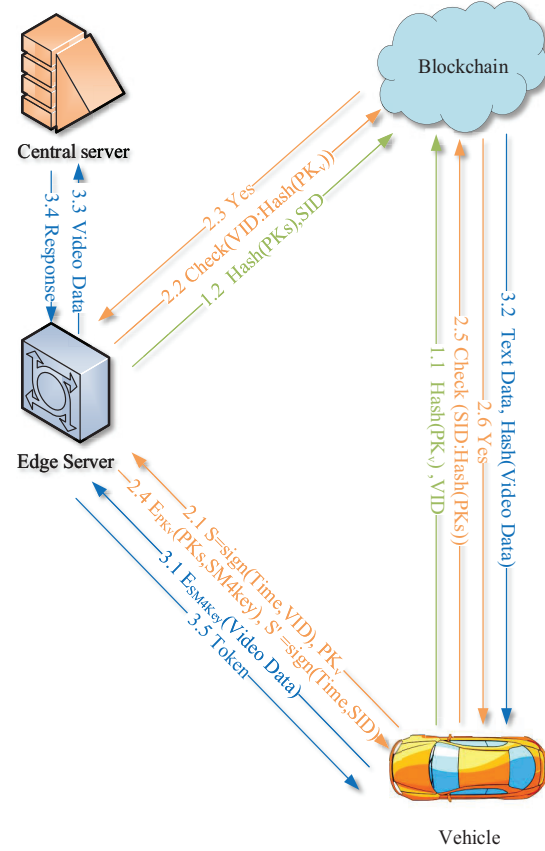 Blockchain
Central server
3.4 Response
3.3 Video Data
2.3 Yes
2.2 Check(VID:Hash(PKv))
1.2 Hash(PKs),SID
Edge Server
1.1 Hash(PKv) ,VID
2.5 Check (SID:Hash(PKs))
2.6 Yes
3.2 Text Data, Hash(Video Data)
2.1 S=sign(Time,VID), PKv
2.4 EPKv(PKs,SM4key), S' =sign(Time,SID)
3.1 ESM4Key(Video Data)
3.5 Token
Vehicle